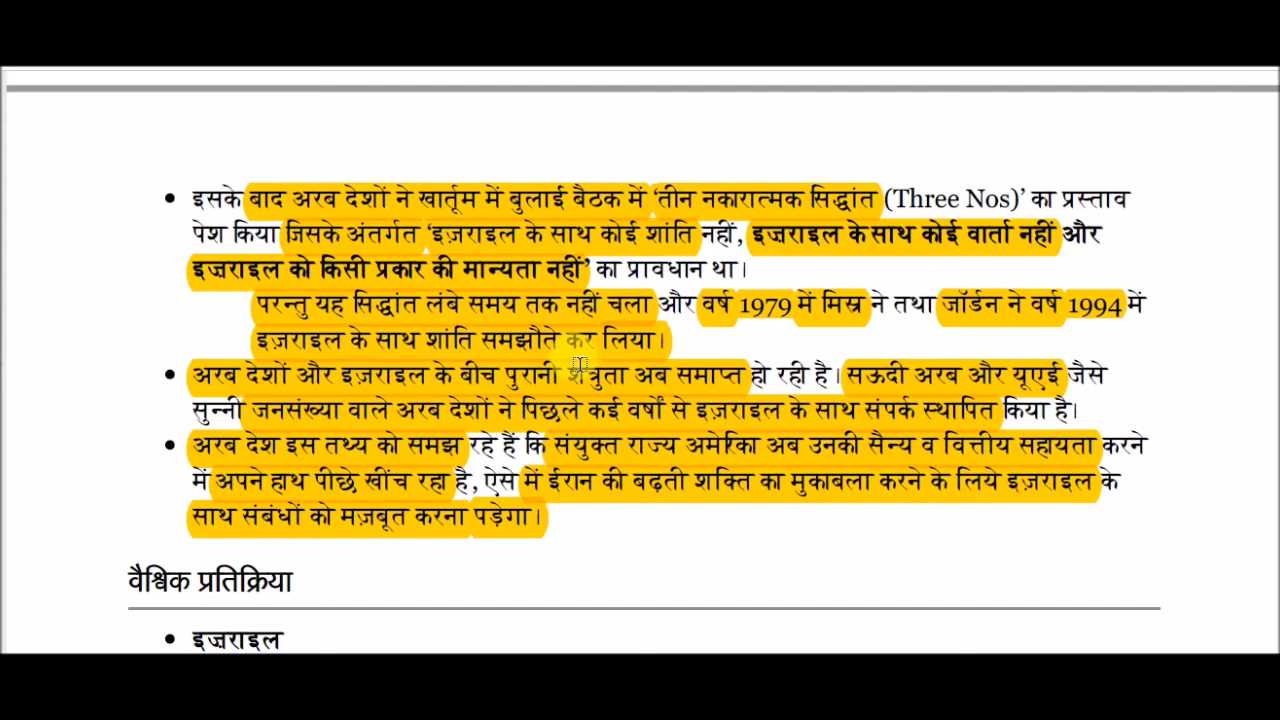 इसके बाद अरब देशों ने खार्तूम में बुलाई बैठक में 'तीन नकारात्मक सिद्धांत (Three Nos)' का प्रस्ताव
पेश किया जिसके अंतर्गत 'इज़राइल के साथ कोई शांति नहीं, इज़राइल के साथ कोई वार्ता नहीं और
इज़राइल को किसी प्रकार की मान्यता नहीं' का प्रावधान था।
परन्तु यह सिद्धांत लंबे समय तक नहीं चला और वर्ष 1979 में मिस्र ने तथा जॉर्डन ने वर्ष 1994 में
इज़राइल के साथ शांति समझौते कर लिया।
अरब देशों और इज़राइल के बीच पुरानी शत्रुता अब समाप्त हो रही है। सऊदी अरब और यूएई जैसे
सुन्नी जनसंख्या वाले अरब देशों ने पिछले कई वर्षों से इज़राइल के साथ संपर्क स्थापित किया है।
अरब देश इस तथ्य को समझ रहे हैं कि संयुक्त राज्य अमेरिका अब उनकी सैन्य व वित्तीय सहायता करने
में अपने हाथ पीछे खींच रहा है, ऐसे में ईरान की बढ़ती शक्ति का मुकाबला करने के लिये इज़राइल के
साथ संबंधों को मज़बूत करना पड़ेगा।
वैश्विक प्रतिक्रिया
इज़राइल